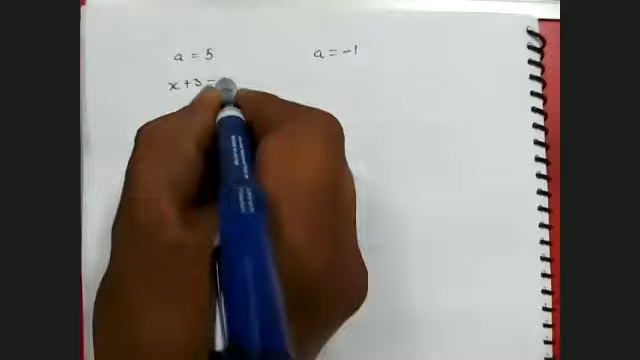 a = 5 a = -1
x + 3 =